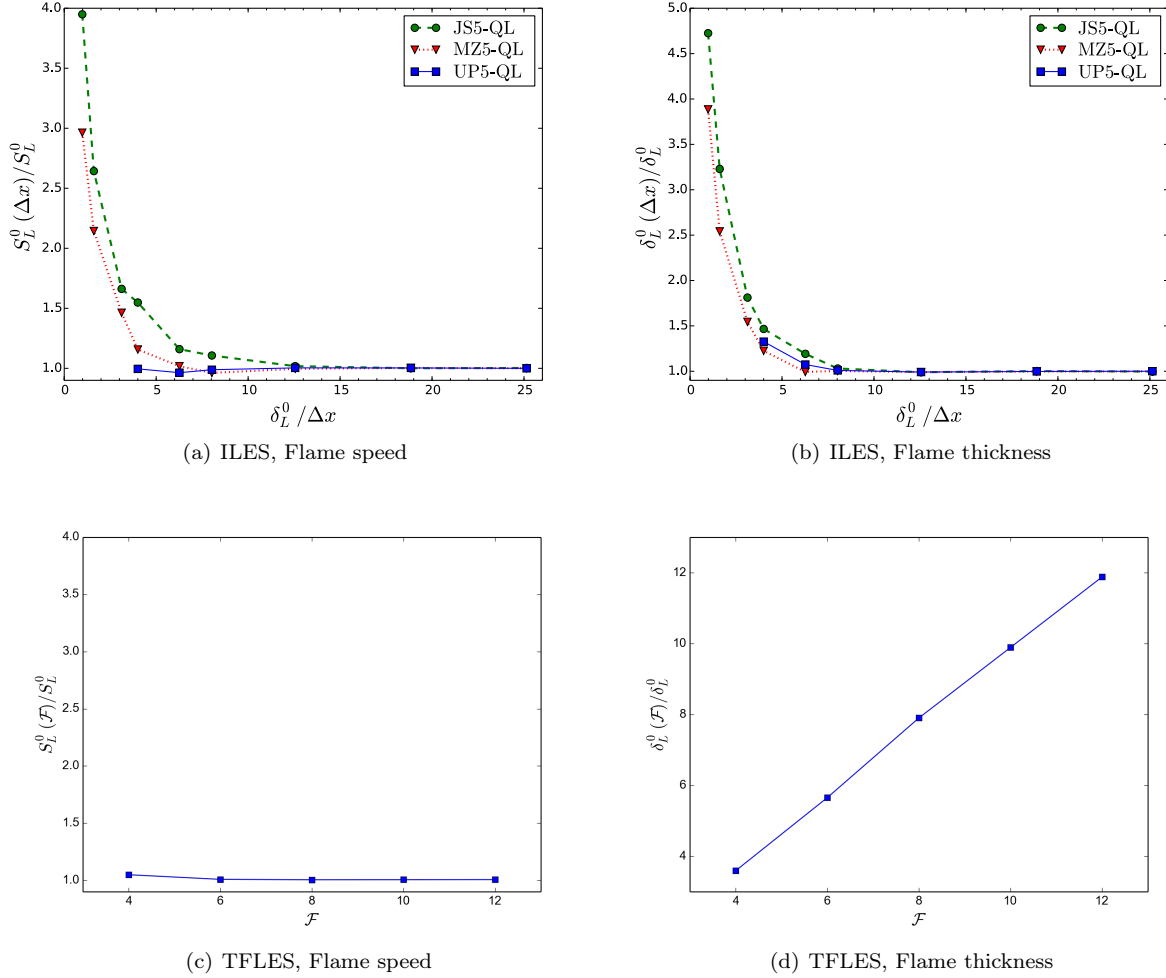 4.0
3.5
3.0
2.5
2.0
1.5
1.0
0 5 10 15 20 25
S_L^0(Δx)/S_L^0
δ_L^0/Δx
JS5-QL
MZ5-QL
UP5-QL
(a) ILES, Flame speed
5.0
4.5
4.0
3.5
3.0
2.5
2.0
1.5
1.0
0 5 10 15 20 25
δ_L^0(Δx)/δ_L^0
δ_L^0/Δx
JS5-QL
MZ5-QL
UP5-QL
(b) ILES, Flame thickness
4.0
3.5
3.0
2.5
2.0
1.5
1.0
4 6 8 10 12
S_L^0(ℱ)/S_L^0
ℱ
(c) TFLES, Flame speed
12
10
8
6
4
4 6 8 10 12
δ_L^0(ℱ)/δ_L^0
ℱ
(d) TFLES, Flame thickness